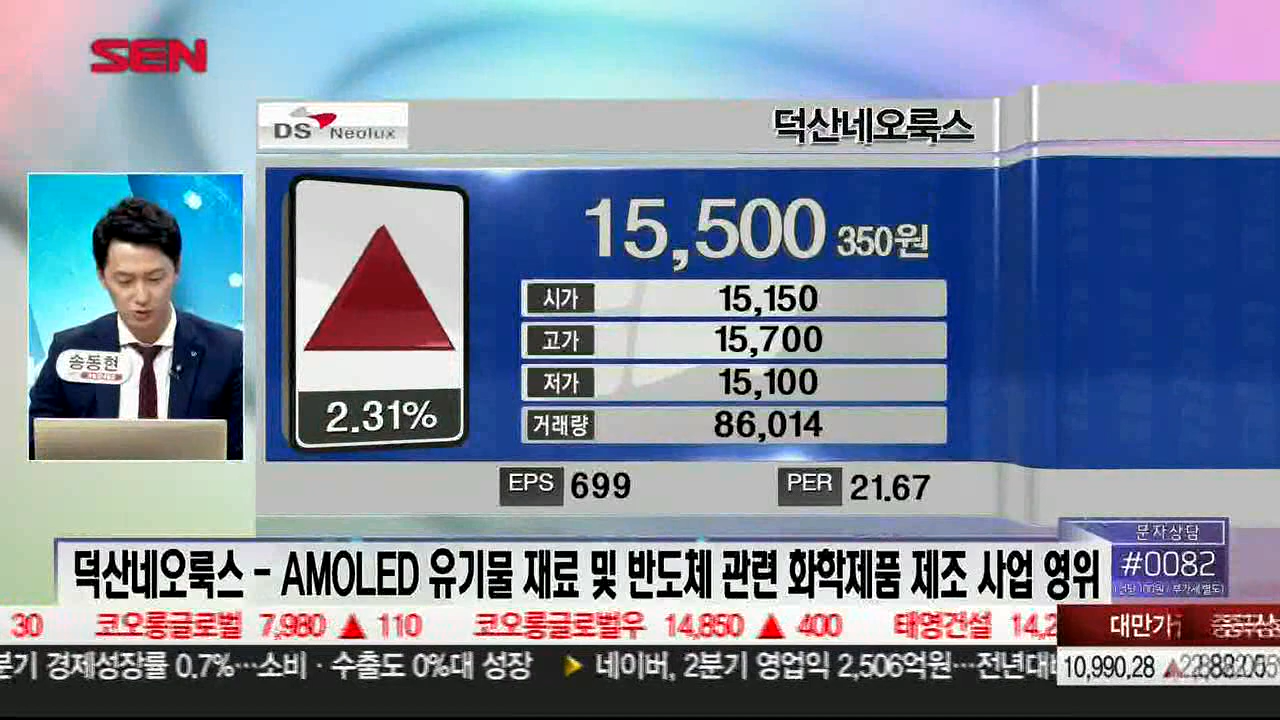 SEN
DS Neolux
덕산네오룩스
15,500 350원
시가 15,150
고가 15,700
저가 15,100
거래량 86,014
2.31%
송동현
EPS 699
PER 21.67
문자상담
#0082
덕산네오룩스 - AMOLED 유기물 재료 및 반도체 관련 화학제품 제조 사업 영위
30 코오롱글로벌 7,980 ▲ 110 코오롱글로벌우 14,850 ▲ 400 태영건설
대만가
분기 경제성장률 0.7%…소비·수출도 0%대 성장 ▶ 네이버, 2분기 영업익 2,506억원…전년대비
10,990.28 ▲